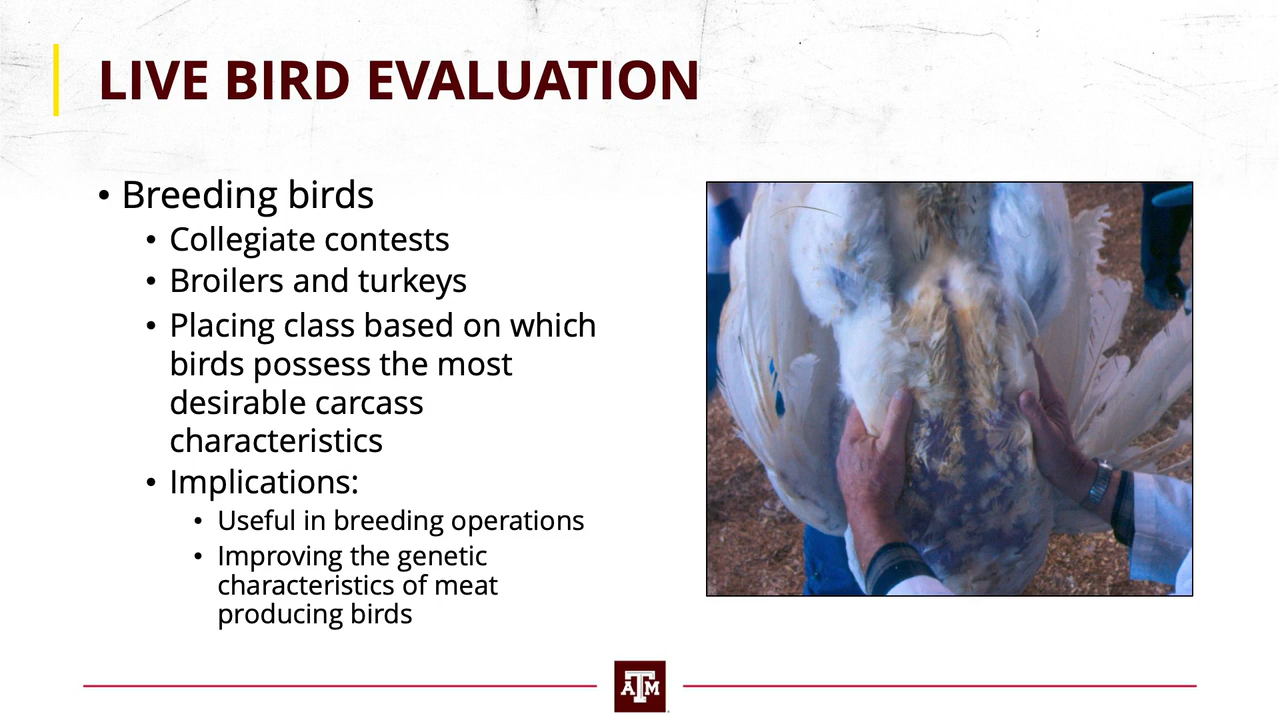 LIVE BIRD EVALUATION
• Breeding birds
• Collegiate contests
• Broilers and turkeys
• Placing class based on which
birds possess the most
desirable carcass
characteristics
• Implications:
• Useful in breeding operations
• Improving the genetic
characteristics of meat
producing birds
ATM